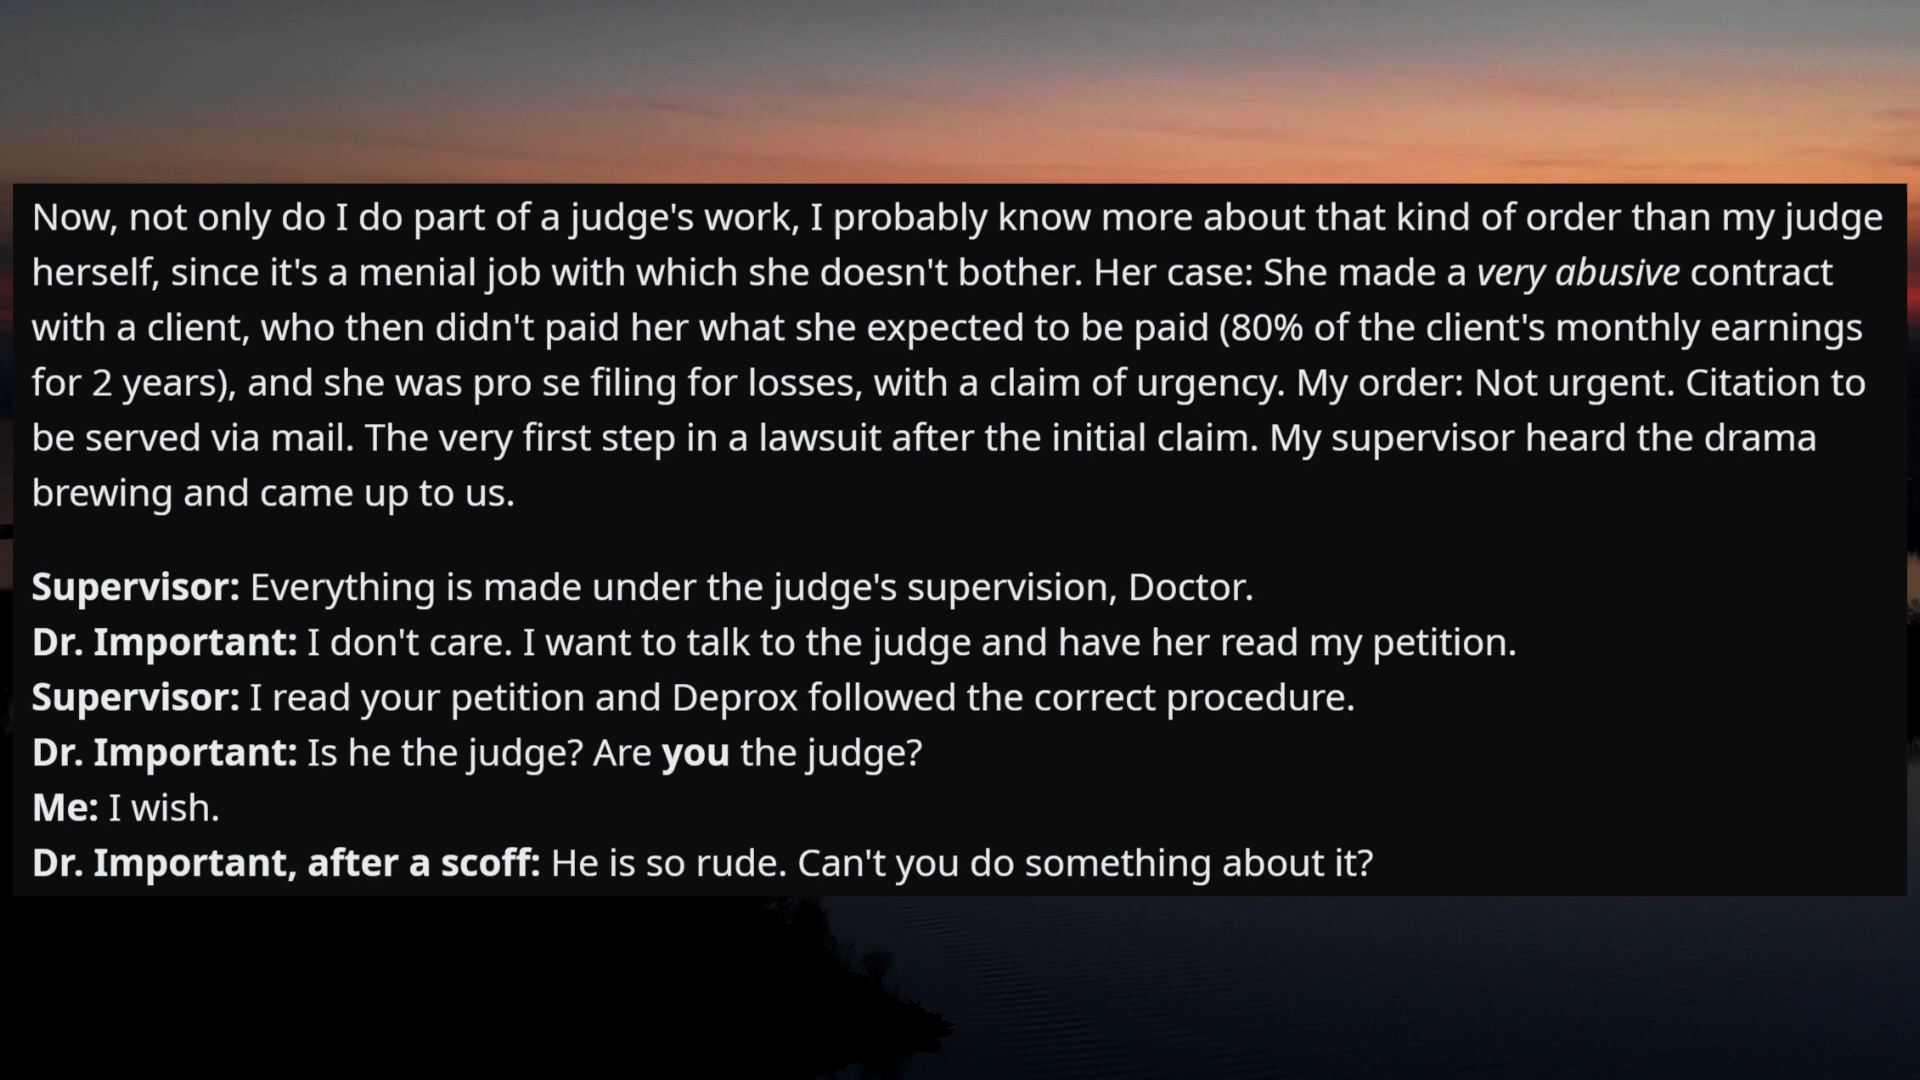 Now, not only do I do part of a judge's work, I probably know more about that kind of order than my judge
herself, since it's a menial job with which she doesn't bother. Her case: She made a very abusive contract
with a client, who then didn't paid her what she expected to be paid (80% of the client's monthly earnings
for 2 years), and she was pro se filing for losses, with a claim of urgency. My order: Not urgent. Citation to
be served via mail. The very first step in a lawsuit after the initial claim. My supervisor heard the drama
brewing and came up to us.
Supervisor: Everything is made under the judge's supervision, Doctor.
Dr. Important: I don't care. I want to talk to the judge and have her read my petition.
Supervisor: I read your petition and Deprox followed the correct procedure.
Dr. Important: Is he the judge? Are you the judge?
Me: I wish.
Dr. Important, after a scoff: He is so rude. Can't you do something about it?